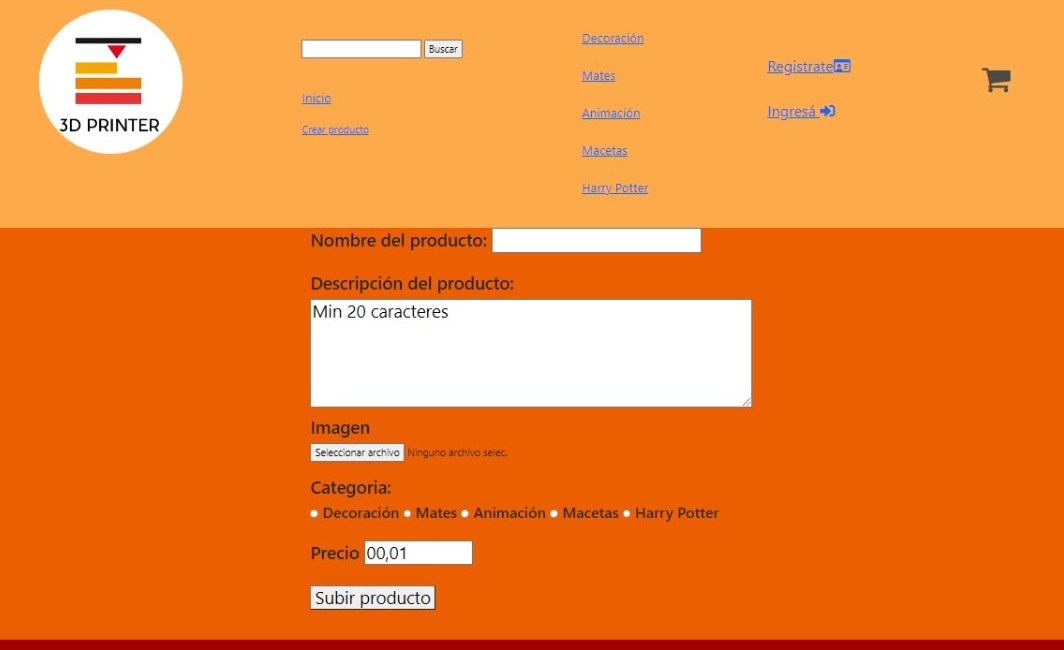 3D PRINTER
Buscar
Inicio
Crear producto
Decoración
Mates
Animación
Macetas
Harry Potter
Registrate
Ingresá
Nombre del producto:
Descripción del producto:
Min 20 caracteres
Imagen
Seleccionar archivo Ninguno archivo selec.
Categoria:
Decoración Mates Animación Macetas Harry Potter
Precio 00,01
Subir producto